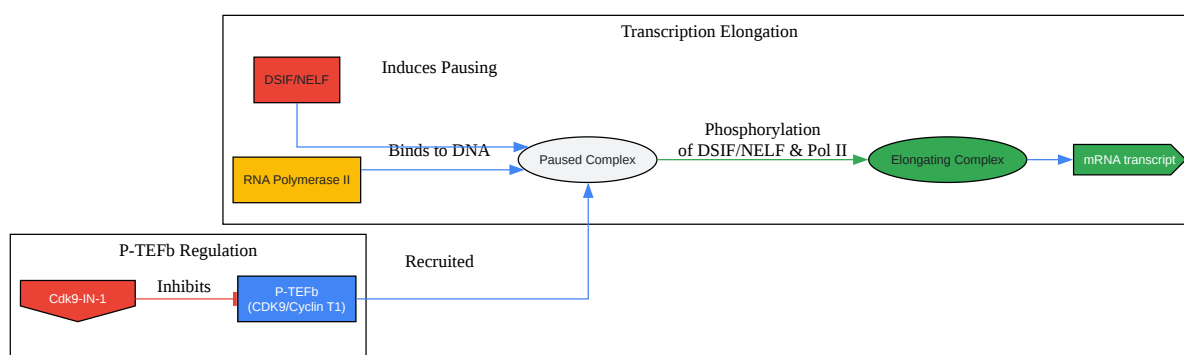 Transcription Elongation
DSIF/NELF
Induces Pausing
Binds to DNA
RNA Polymerase II
Paused Complex
Phosphorylation
of DSIF/NELF & Pol II
Elongating Complex
mRNA transcript
P-TEFb Regulation
Cdk9-IN-1
Inhibits
P-TEFb
(CDK9/Cyclin T1)
Recruited